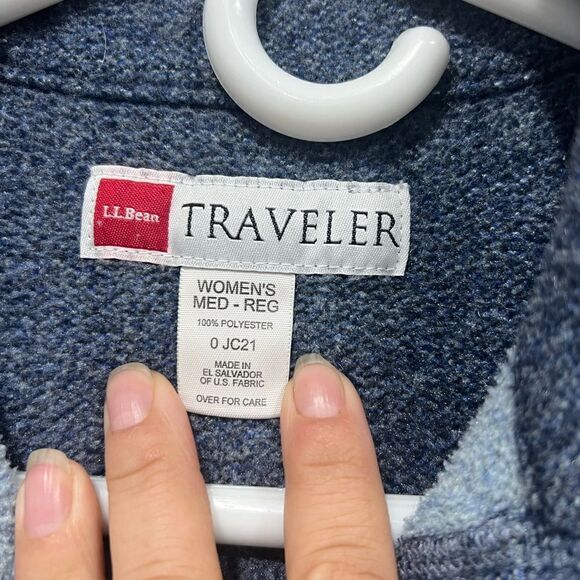 L.L.Bean TRAVELER
WOMEN'S
MED - REG
100% POLYESTER
0 JC21
MADE IN
EL SALVADOR
OF U.S. FABRIC
OVER FOR CARE